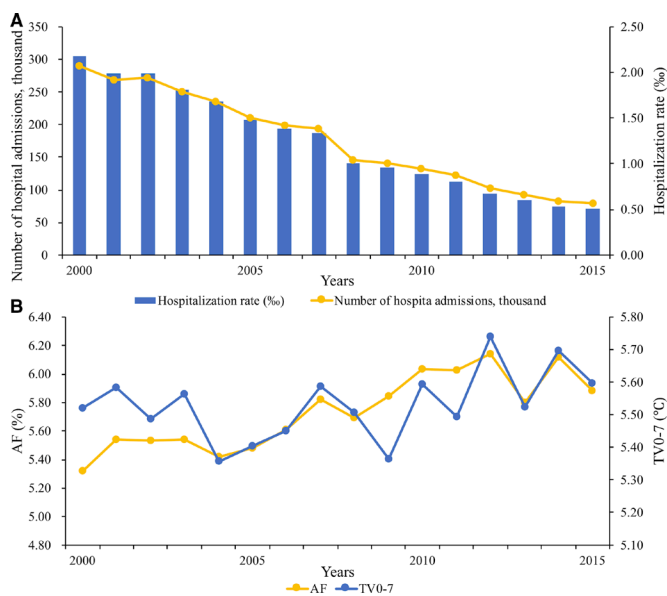 A
350
300
250
200
150
100
50
0
Number of hospital admissions, thousand
2.50
2.00
1.50
1.00
0.50
0.00
Hospitalization rate (‰)
2000 2005 2010 2015
Years
Hospitalization rate (‰) Number of hospita admissions, thousand
B
6.40
6.20
6.00
5.80
5.60
5.40
5.20
5.00
4.80
AF (%)
5.80
5.70
5.60
5.50
5.40
5.30
5.20
5.10
TV0-7 (°C)
2000 2005 2010 2015
Years
AF TV0-7